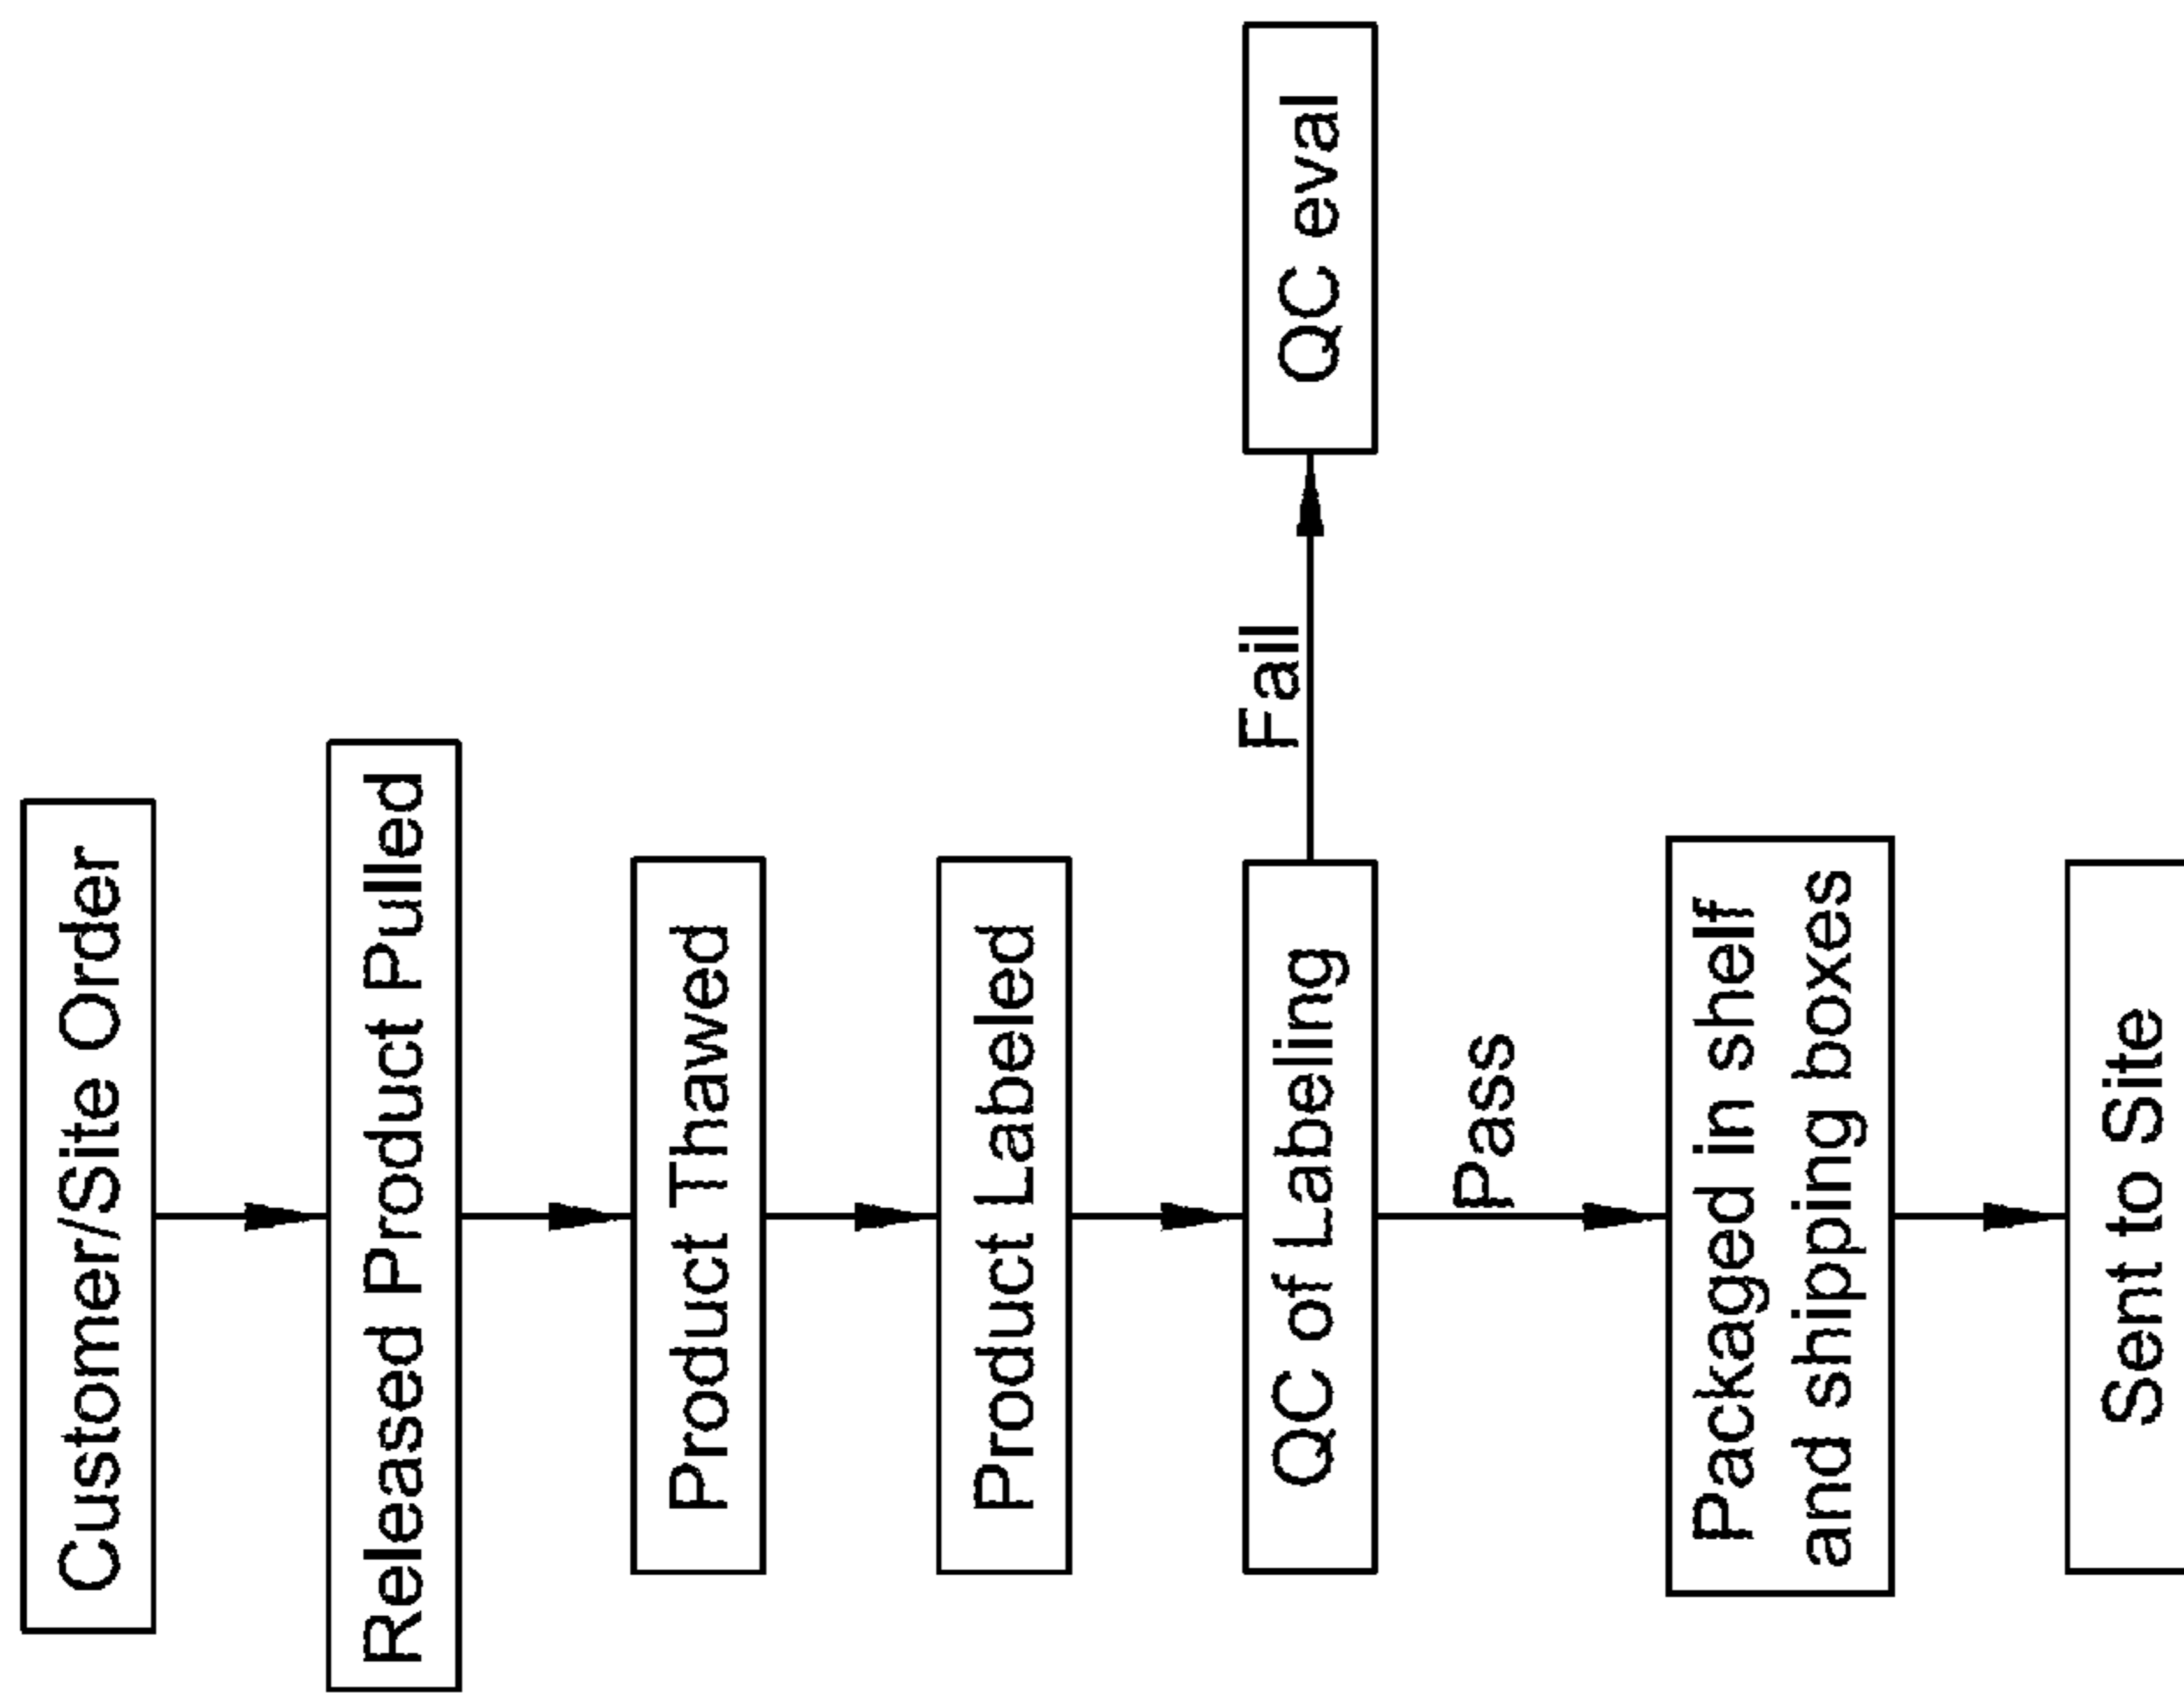 Customer/Site Order
Released Product Pulled
Product Thawed
Product Labeled
QC of Labeling
Fail
QC eval
Pass
Packaged in shelf
and shipping boxes
Sent to Site